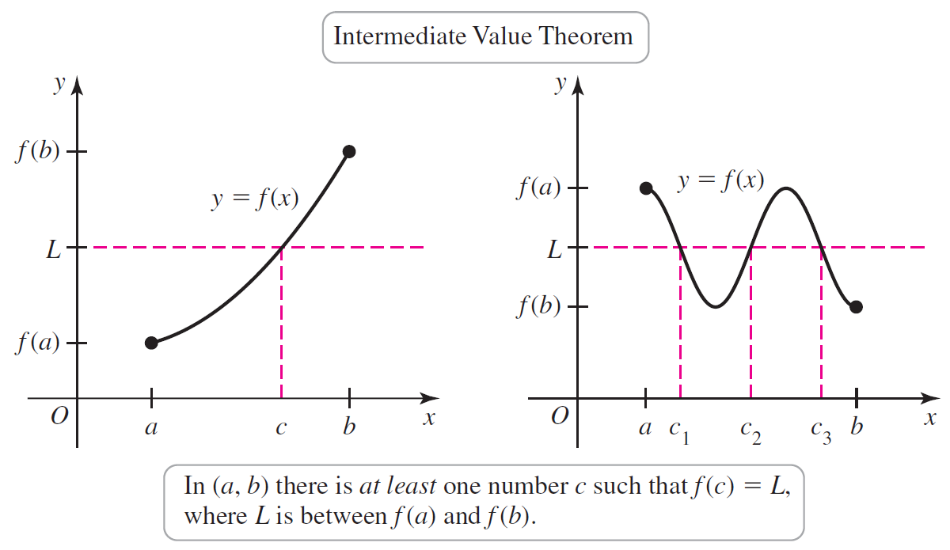 Intermediate Value Theorem
y
f(b)
y = f(x)
L
f(a)
O
a
c
b
x
y
f(a)
y = f(x)
L
f(b)
O
a
c₁
c₂
c₃
b
x
In (a, b) there is at least one number c such that f(c) = L,
where L is between f(a) and f(b).